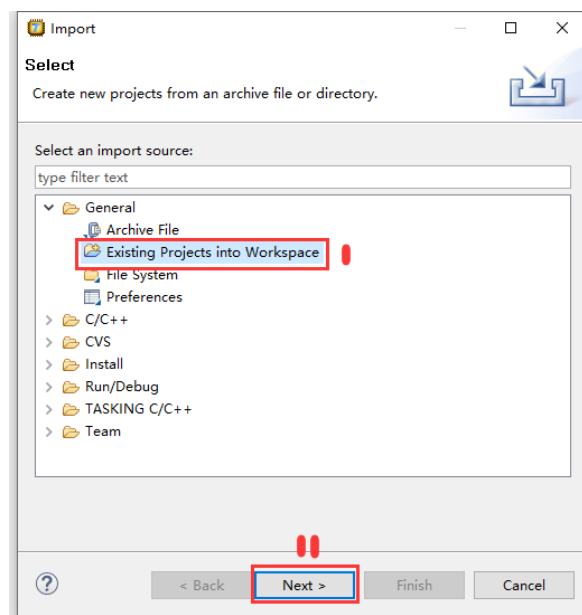 Import
Select
Create new projects from an archive file or directory.
Select an import source:
type filter text
General
Archive File
Existing Projects into Workspace
File System
Preferences
C/C++
CVS
Install
Run/Debug
TASKING C/C++
Team
? < Back Next > Finish Cancel